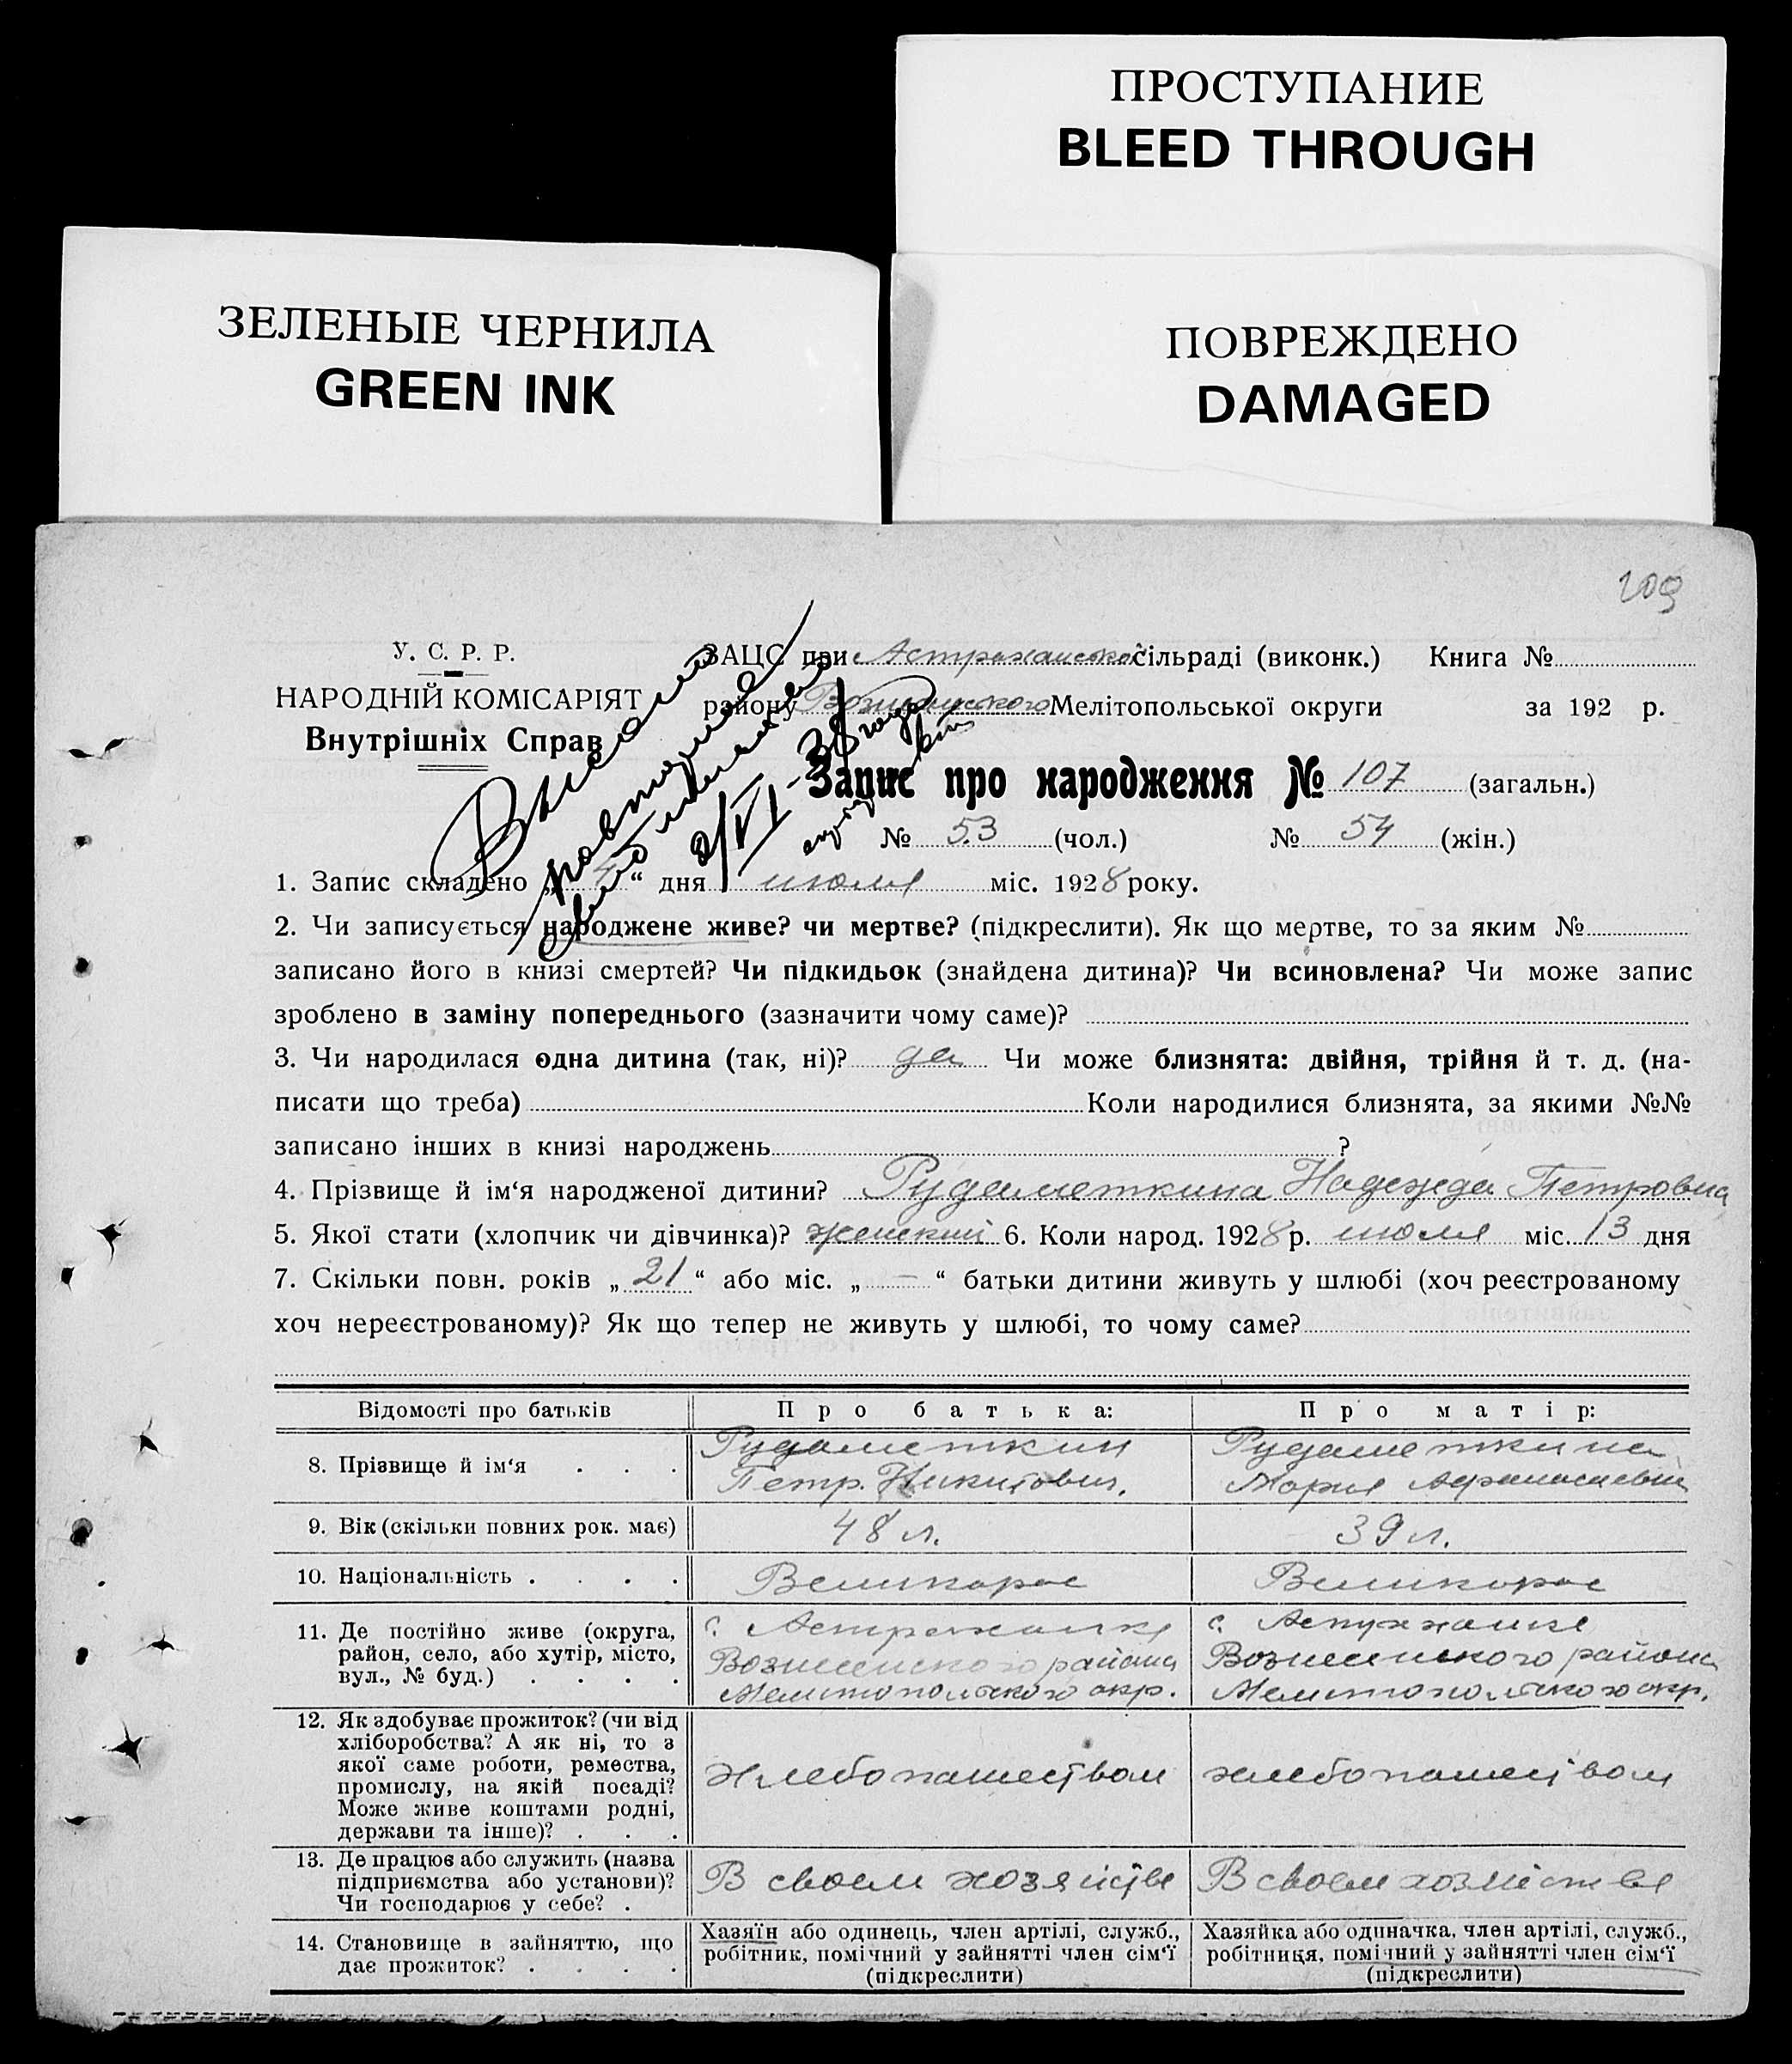 ПРОСТУПАНИЕ
BLEED THROUGH
ЗЕЛЕНЫЕ ЧЕРНИЛА
GREEN INK
ПОВРЕЖДЕНО
DAMAGED
209
У. С. Р. Р.
НАРОДНІЙ КОМІСАРІЯТ
Внутрішніх Справ
ЗАЦС при Астраханської сільраді (виконк.) Книга №
району Мелітопольської округи за 192 р.
Выслано
повторное
Запис про народження № 107 (загальн.)
№ 53 (чол.) № 54 (жін.)
1. Запис складено „ 4 “ дня июля міс. 1928 року.
2. Чи записується народжене живе? чи мертве? (підкреслити). Як що мертве, то за яким №
записано його в книзі смертей? Чи підкидьок (знайдена дитина)? Чи всиновлена? Чи може запис
зроблено в заміну попереднього (зазначити чому саме)?
3. Чи народилася одна дитина (так, ні)? да Чи може близнята: двійня, трійня й т. д. (на-
писати що треба) Коли народилися близнята, за якими №№
записано інших в книзі народжень ?
4. Прізвище й ім‘я народженої дитини? Рудаметкина Надежда Петровна
5. Якої стати (хлопчик чи дівчинка)? женский 6. Коли народ. 1928 р. июля міс. 13 дня
7. Скільки повн. років „ 21 “ або міс. „ — “ батьки дитини живуть у шлюбі (хоч реєстрованому
хоч нереєстрованому)? Як що тепер не живуть у шлюбі, то чому саме?
Відомості про батьків Про батька: Про матір:
8. Прізвище й ім‘я . . . Рудаметкин Рудаметкина
Петр. Никитович. Мария Афанасиевна
9. Вік (скільки повних рок. має) 48 л. 39 л.
10. Національність . . . . Великорос Великорос
11. Де постійно живе (округа, с. Астраханка с. Астраханке
район, село, або хутір, місто, Вознесенского района Вознесенского района
вул., № буд.) . . . . Мелитопольского окр. Мелитопольского окр.
12. Як здобуває прожиток? (чи від
хліборобства? А як ні, то з
якої саме роботи, ремества,
промислу, на якій посаді? хлебопашеством хлебопашеством
Може живе коштами родні,
держави та інше)? . . .
13. Де працює або служить (назва
підприємства або установи)? В своем хозяйстве В своем хозяйстве
Чи господарює у себе? .
14. Становище в зайняттю, що Хазяїн або одинець, член артілі, служб., Хазяйка або одиначка, член артілі, служб.,
дає прожиток? . . . . робітник, помічний у зайнятті член сім‘ї робітниця, помічний у зайнятті член сім‘ї
(підкреслити) (підкреслити)